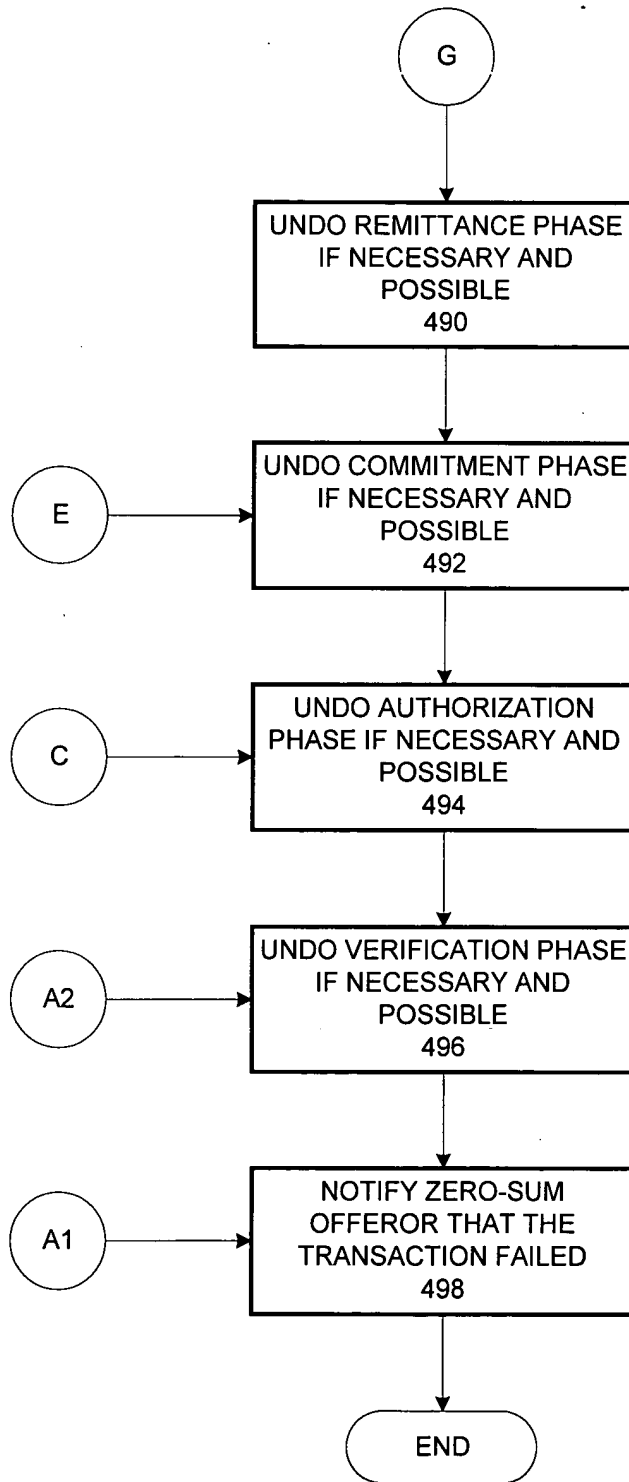 G
UNDO REMITTANCE PHASE
IF NECESSARY AND
POSSIBLE
490
E
UNDO COMMITMENT PHASE
IF NECESSARY AND
POSSIBLE
492
C
UNDO AUTHORIZATION
PHASE IF NECESSARY AND
POSSIBLE
494
A2
UNDO VERIFICATION PHASE
IF NECESSARY AND
POSSIBLE
496
A1
NOTIFY ZERO-SUM
OFFEROR THAT THE
TRANSACTION FAILED
498
END